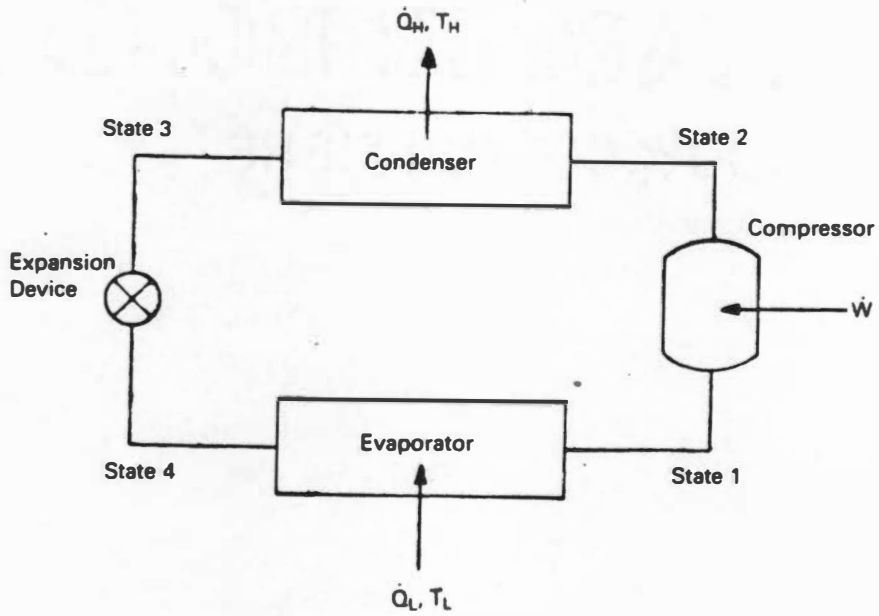 Q̇H, TH
State 3
State 2
Condenser
Compressor
Expansion
Device
Ẇ
Evaporator
State 4
State 1
Q̇L, TL